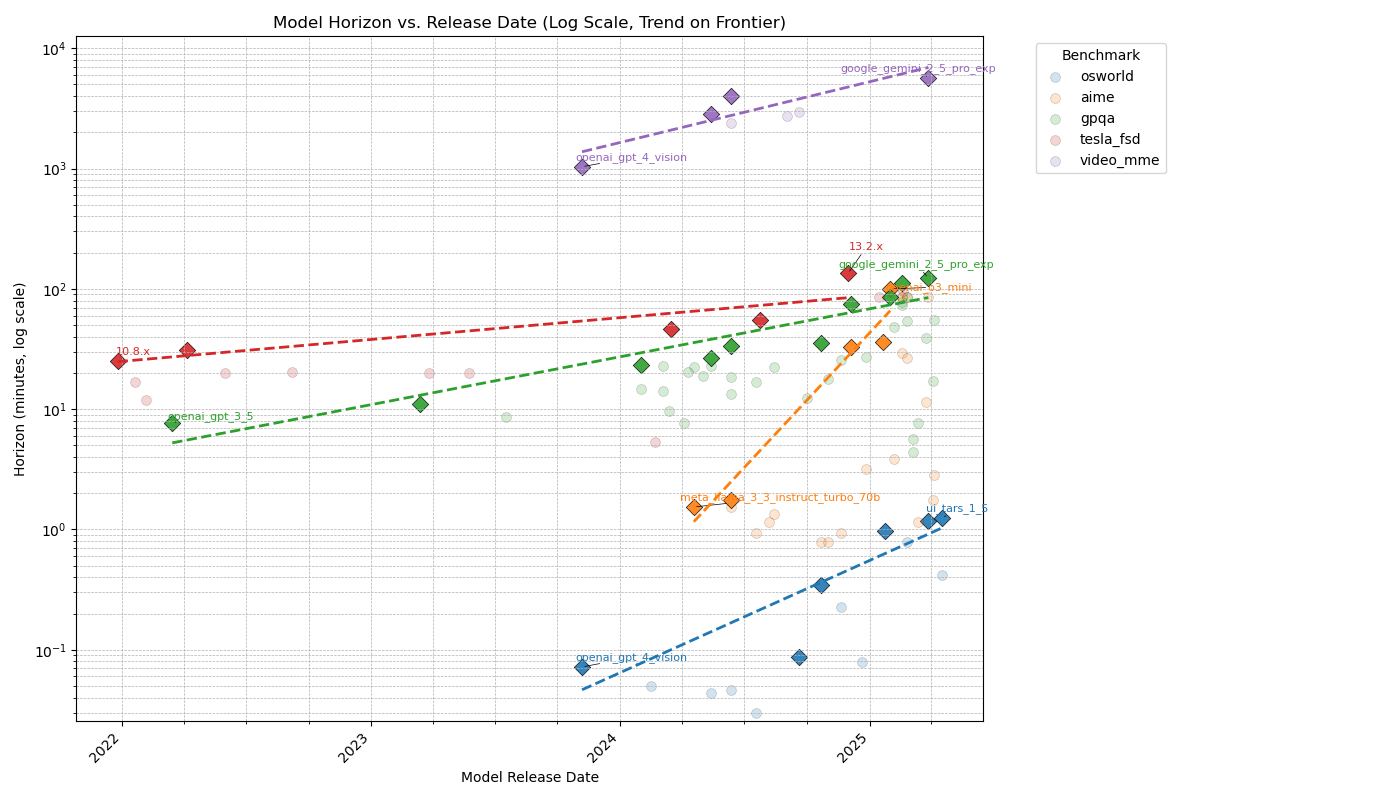 Model Horizon vs. Release Date (Log Scale, Trend on Frontier)
10^4
10^3
10^2
10^1
10^0
10^-1
Horizon (minutes, log scale)
google_gemini_2_5_pro_exp
openai_gpt_4_vision
13.2.x
google_gemini_2_5_pro_exp
openai_o3_mini
10.8.x
openai_gpt_3_5
meta_llama_3_3_instruct_turbo_70b
ui_tars_1_5
openai_gpt_4_vision
2022
2023
2024
2025
Model Release Date
Benchmark
osworld
aime
gpqa
tesla_fsd
video_mme